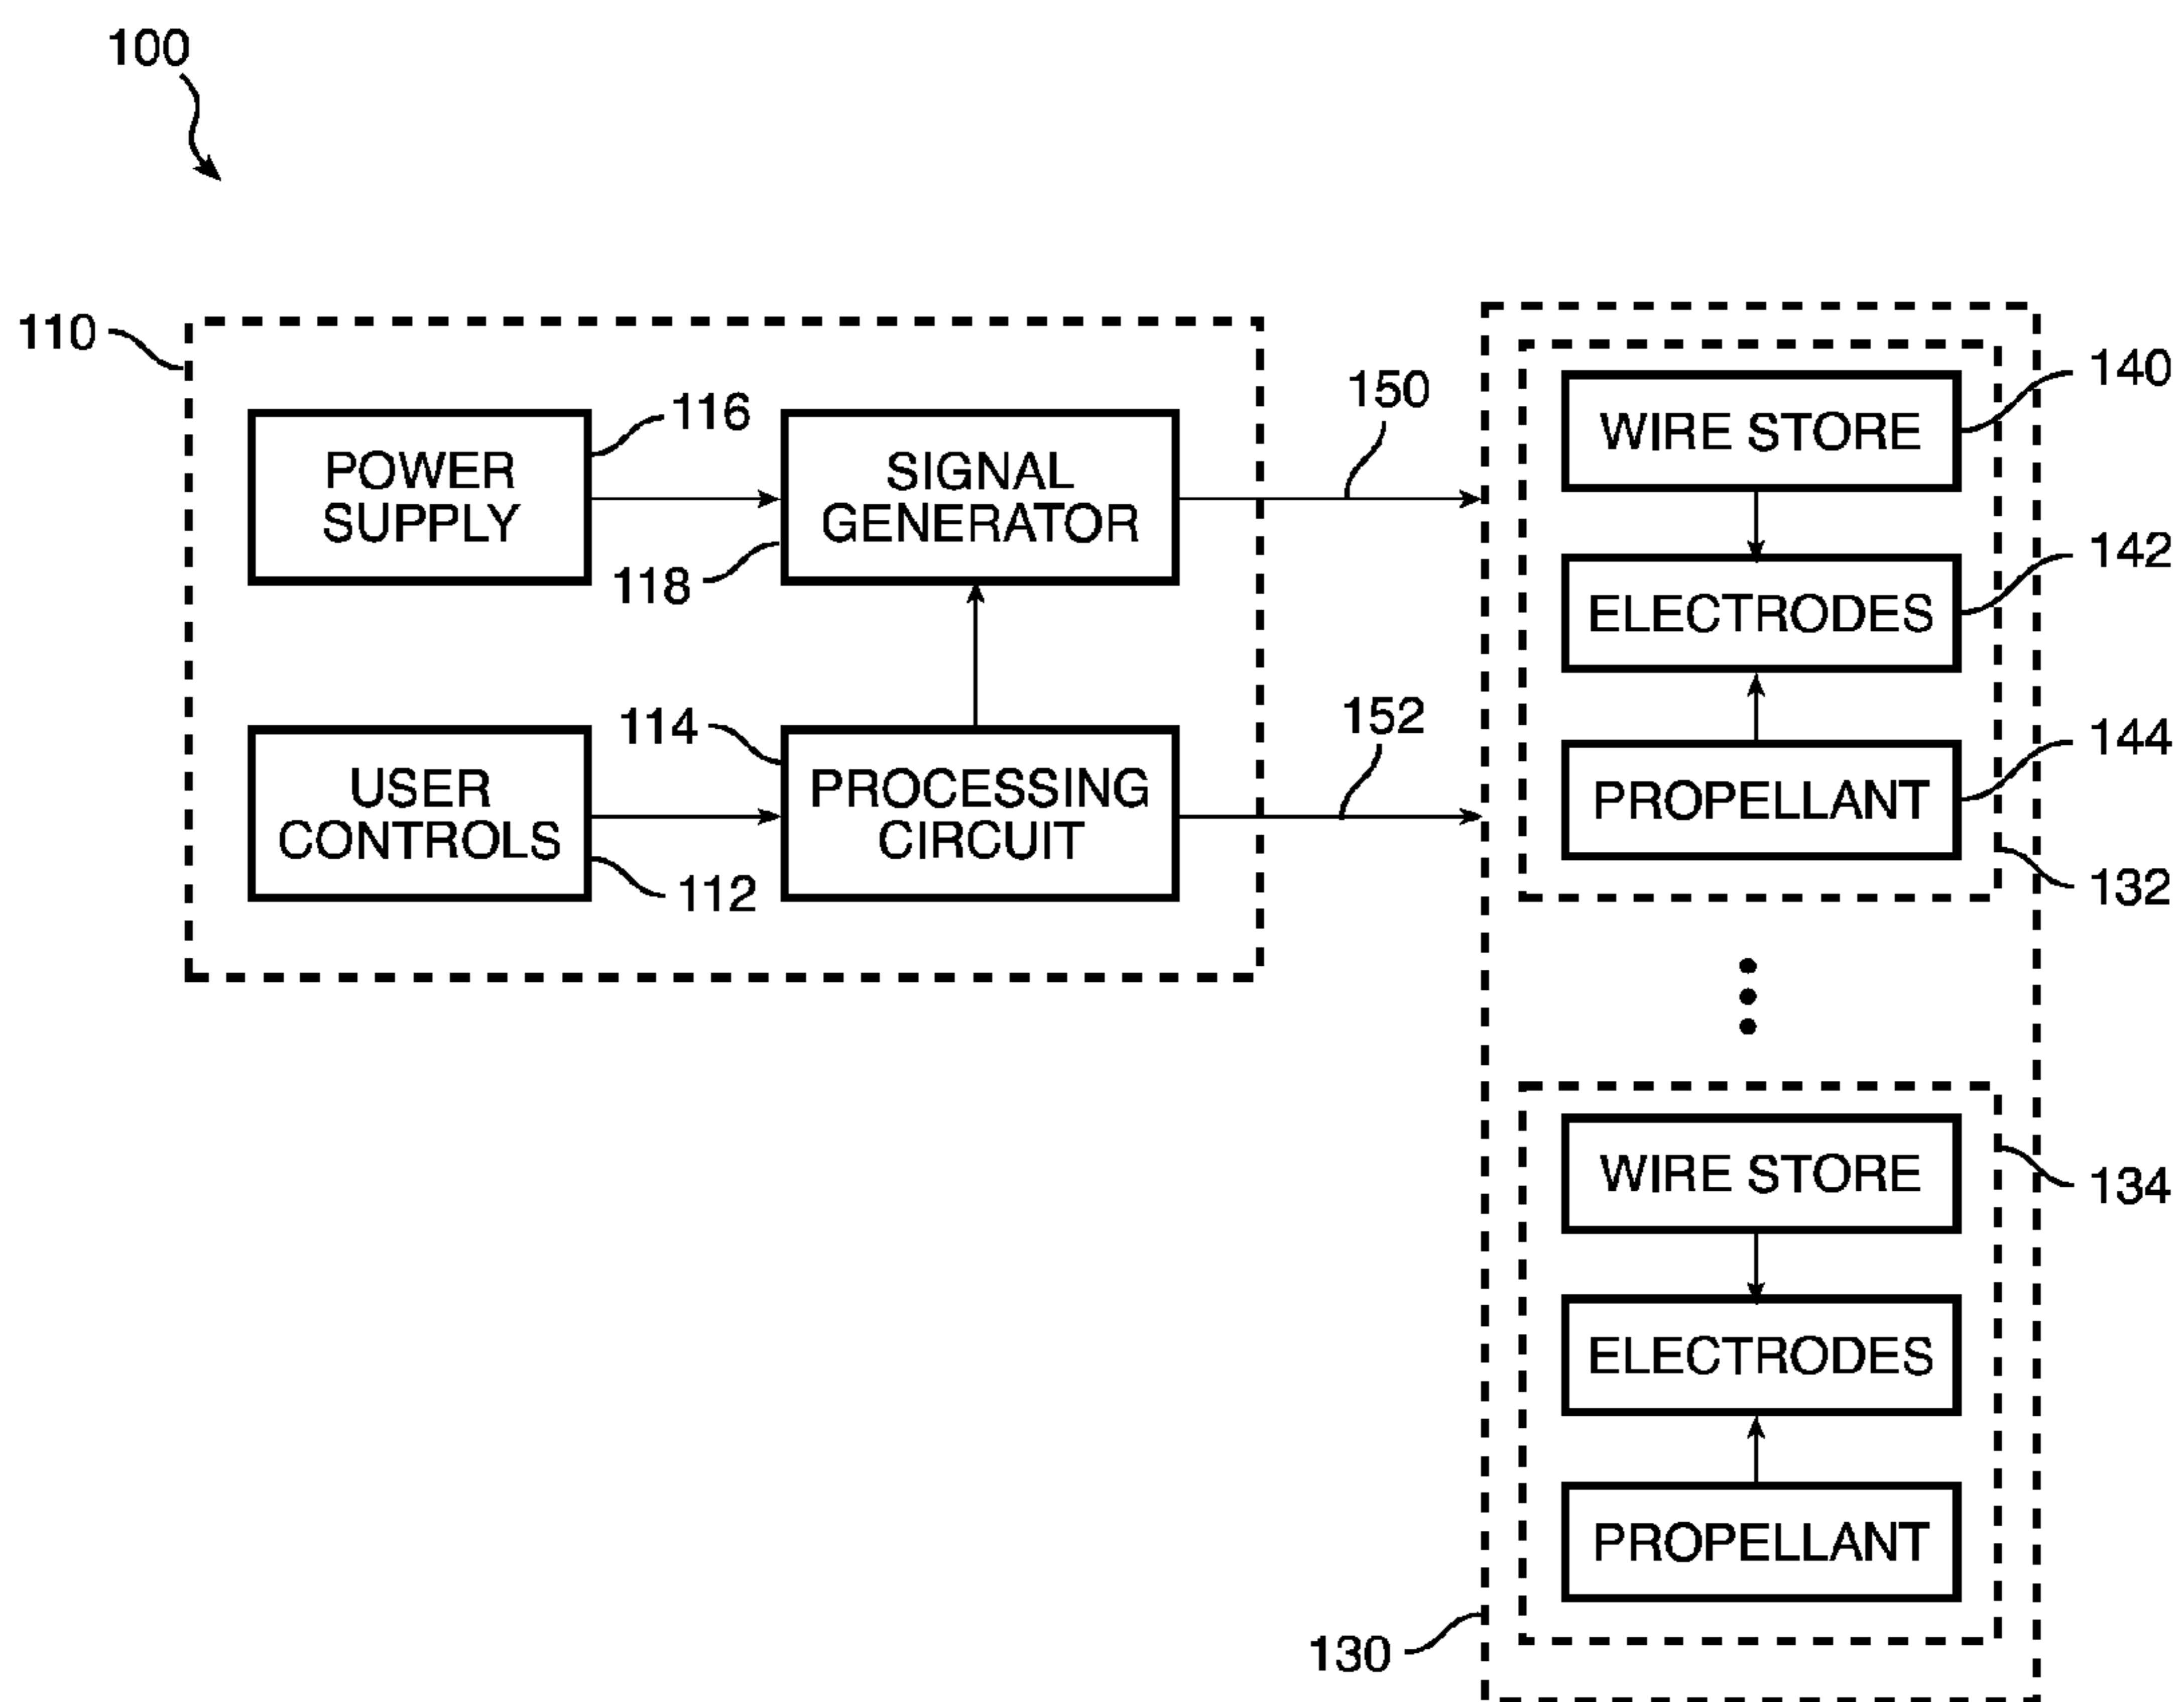 100
110
POWER
SUPPLY
116
SIGNAL
GENERATOR
118
150
USER
CONTROLS
112
114
PROCESSING
CIRCUIT
152
WIRE STORE
140
ELECTRODES
142
PROPELLANT
144
132
WIRE STORE
134
ELECTRODES
PROPELLANT
130